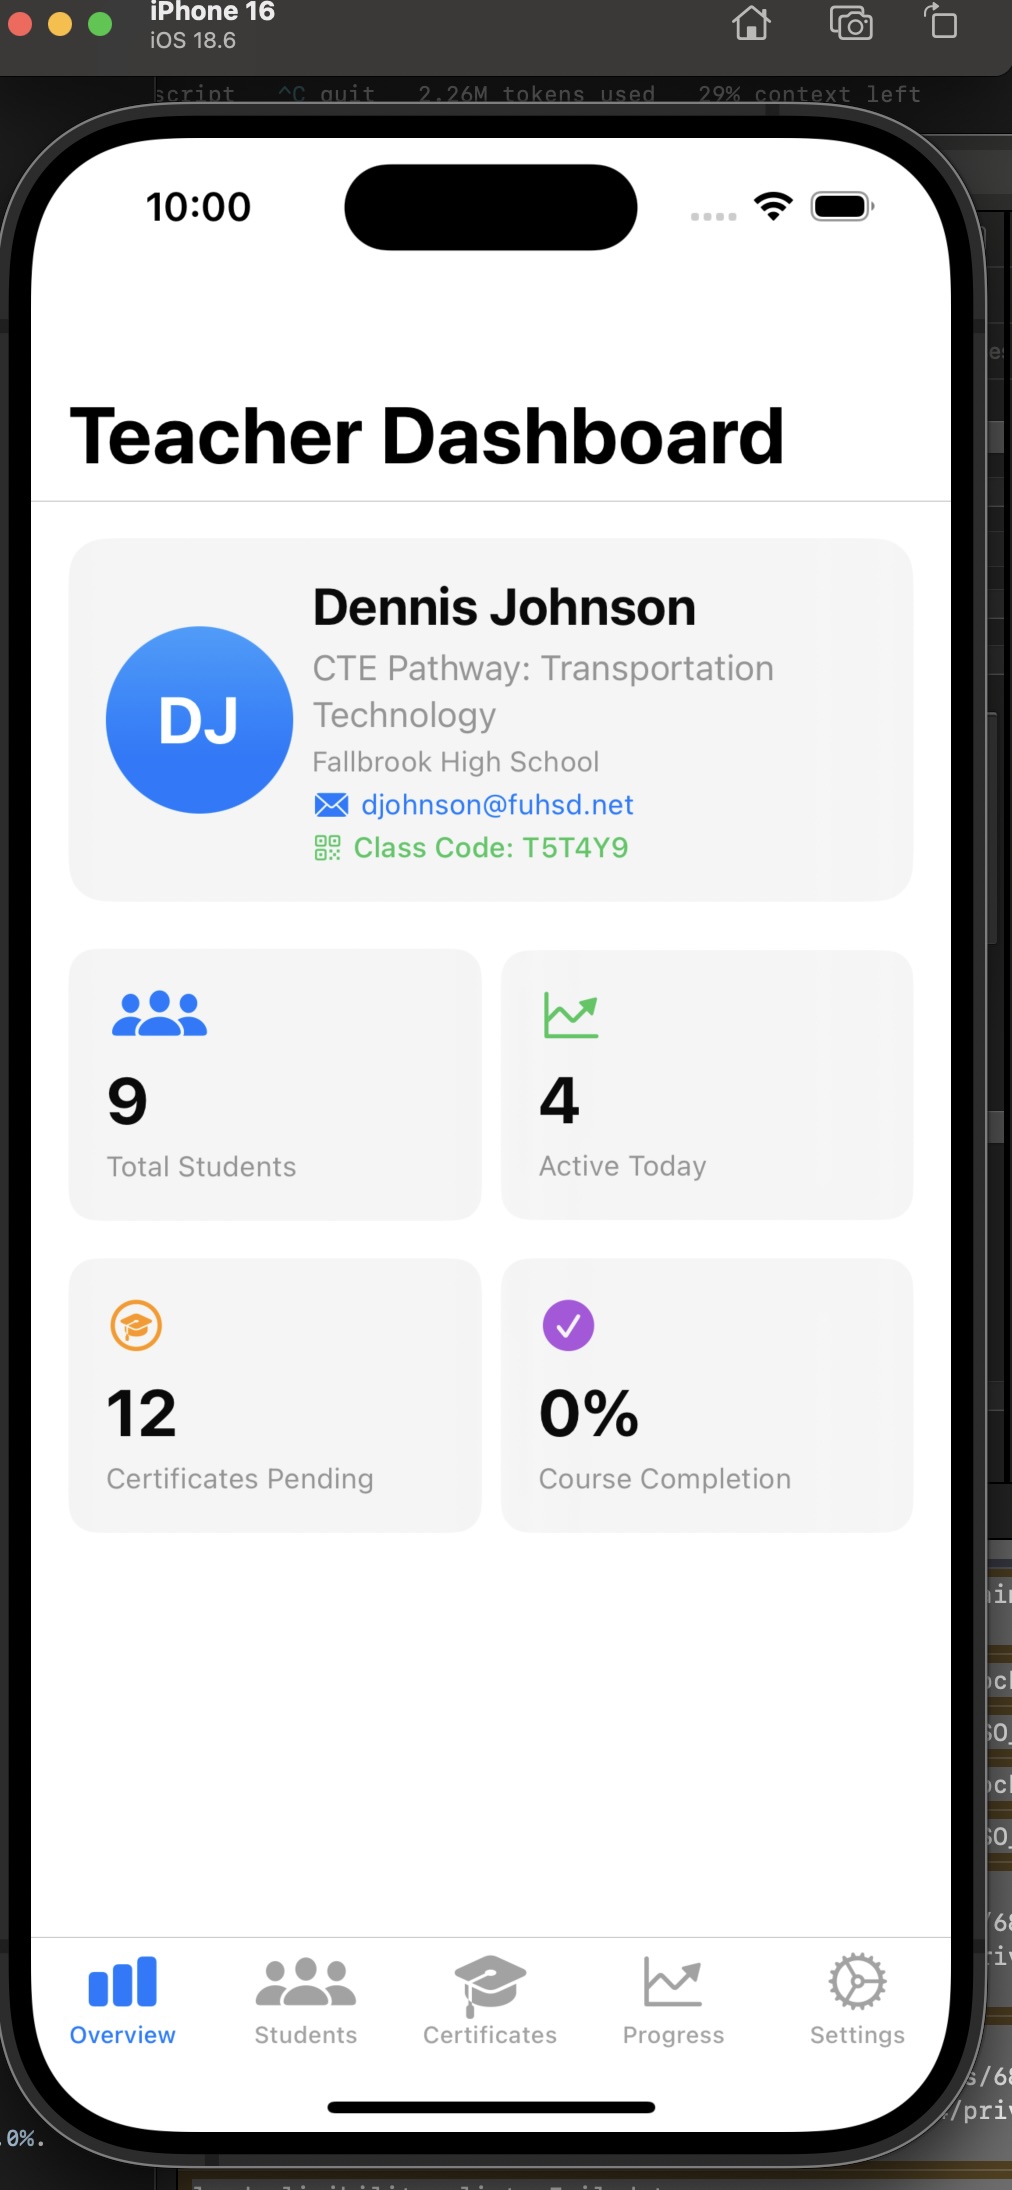 iPhone 16
iOS 18.6
script ^C quit 2.26M tokens used 29% context left
10:00
Teacher Dashboard
DJ
Dennis Johnson
CTE Pathway: Transportation
Technology
Fallbrook High School
djohnson@fuhsd.net
Class Code: T5T4Y9
9
Total Students
4
Active Today
12
Certificates Pending
0%
Course Completion
Overview
Students
Certificates
Progress
Settings
0%.